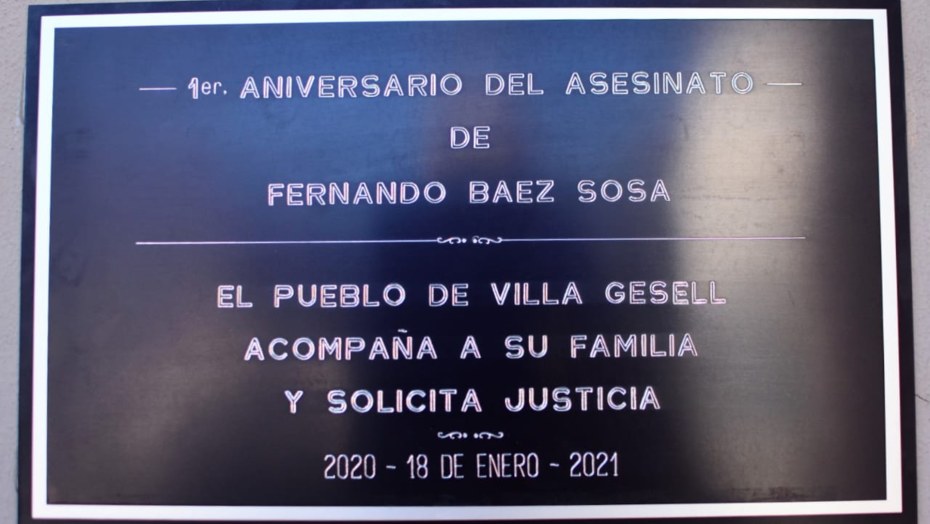 — 1er. ANIVERSARIO DEL ASESINATO —
DE
FERNANDO BAEZ SOSA
EL PUEBLO DE VILLA GESELL
ACOMPAÑA A SU FAMILIA
Y SOLICITA JUSTICIA
2020 - 18 DE ENERO - 2021